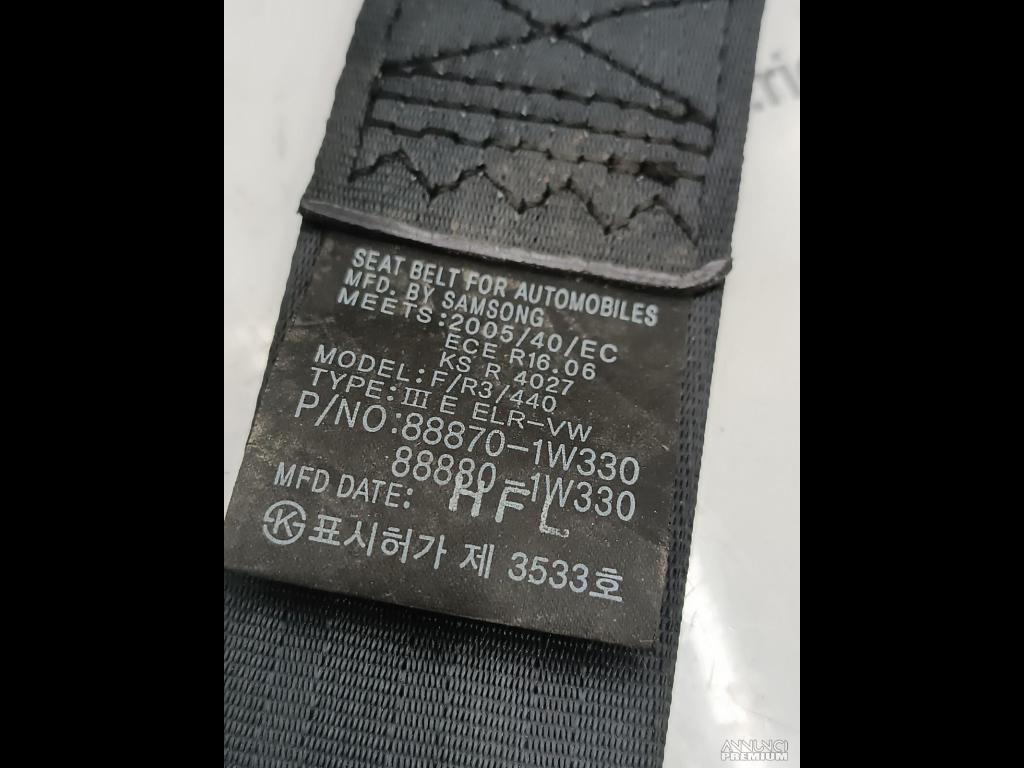 SEAT BELT FOR AUTOMOBILES
MFD. BY SAMSONG
MEETS:2005/40/EC
ECE R16.06
KS R 4027
MODEL:F/R3/440
TYPE:Ⅲ E ELR-VW
P/NO:88870-1W330
88880-1W330
MFD DATE: HFL
표시허가 제 3533호
ANNUNCI
PREMIUM